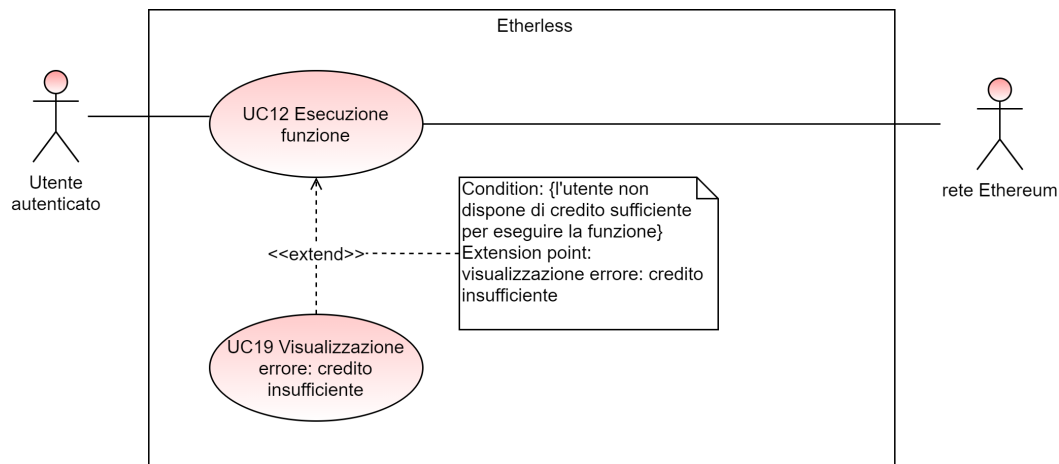 Etherless
UC12 Esecuzione
funzione
Utente
autenticato
rete Ethereum
Condition: {l'utente non
dispone di credito sufficiente
per eseguire la funzione}
Extension point:
visualizzazione errore: credito
insufficiente
<<extend>>
UC19 Visualizzazione
errore: credito
insufficiente